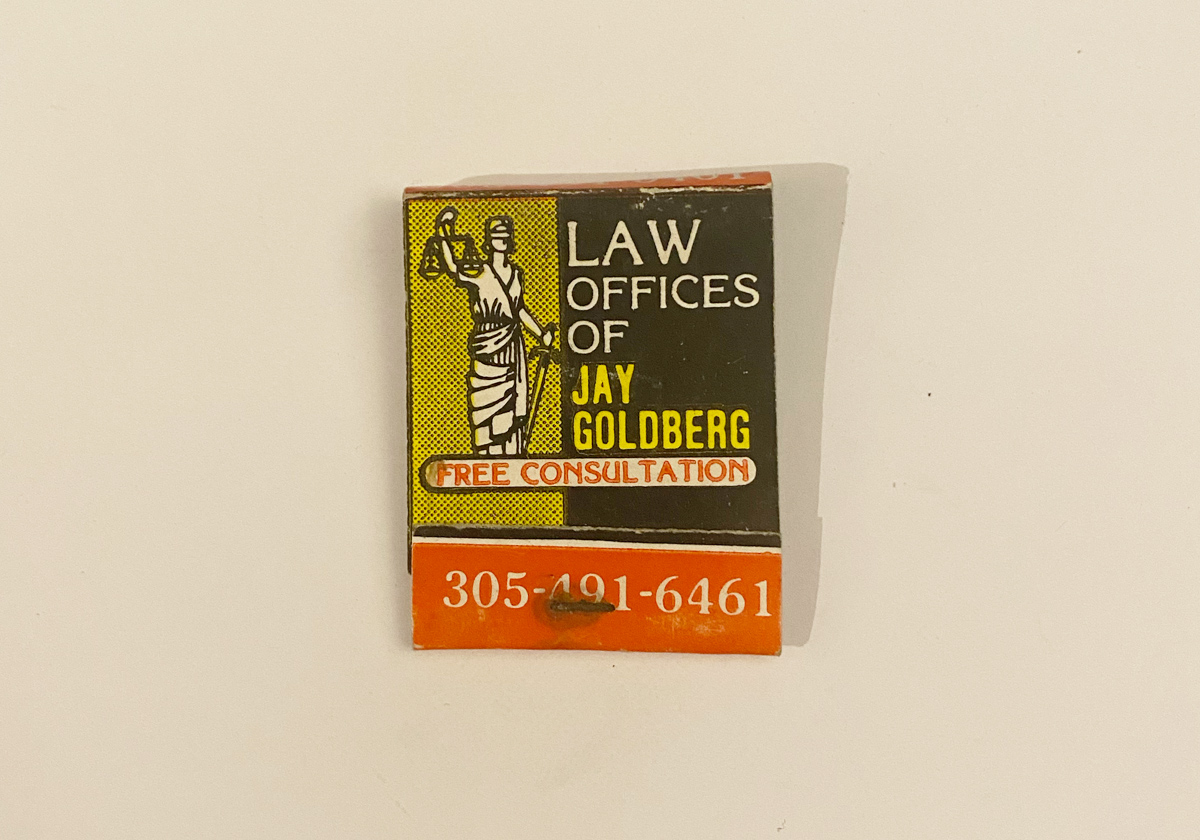 LAW
OFFICES
OF
JAY
GOLDBERG
FREE CONSULTATION
305-491-6461